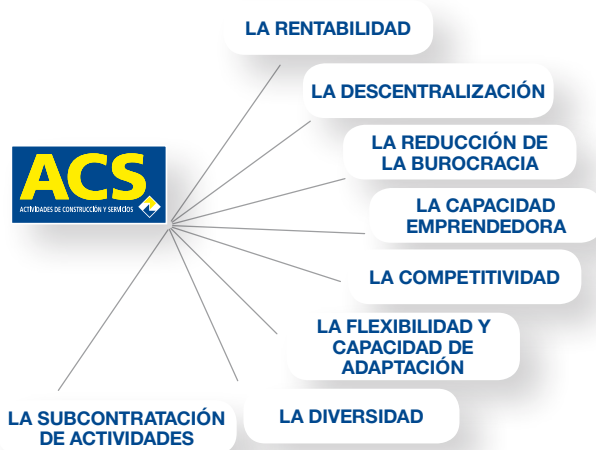 LA RENTABILIDAD
LA DESCENTRALIZACIÓN
LA REDUCCIÓN DE
LA BUROCRACIA
ACS
ACTIVIDADES DE CONSTRUCCIÓN Y SERVICIOS
LA CAPACIDAD
EMPRENDEDORA
LA COMPETITIVIDAD
LA FLEXIBILIDAD Y
CAPACIDAD DE
ADAPTACIÓN
LA DIVERSIDAD
LA SUBCONTRATACIÓN
DE ACTIVIDADES